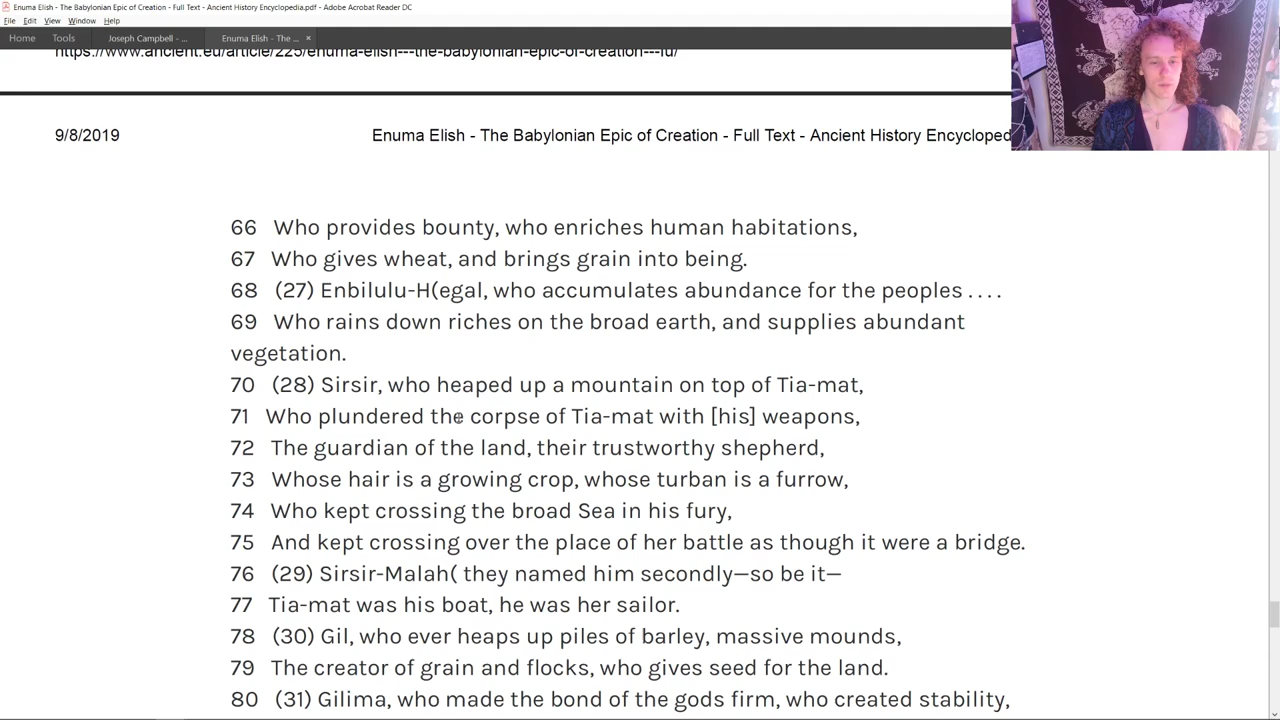 Enuma Elish - The Babylonian Epic of Creation - Full Text - Ancient History Encyclopedia.pdf - Adobe Acrobat Reader DC
File Edit View Window Help
Home Tools Joseph Campbell - ... Enuma Elish - The ... ×
https://www.ancient.eu/article/225/enuma-elish---the-babylonian-epic-of-creation---fu/
9/8/2019 Enuma Elish - The Babylonian Epic of Creation - Full Text - Ancient History Encycloped
66 Who provides bounty, who enriches human habitations,
67 Who gives wheat, and brings grain into being.
68 (27) Enbilulu-H(egal, who accumulates abundance for the peoples . . . .
69 Who rains down riches on the broad earth, and supplies abundant
vegetation.
70 (28) Sirsir, who heaped up a mountain on top of Tia-mat,
71 Who plundered the corpse of Tia-mat with [his] weapons,
72 The guardian of the land, their trustworthy shepherd,
73 Whose hair is a growing crop, whose turban is a furrow,
74 Who kept crossing the broad Sea in his fury,
75 And kept crossing over the place of her battle as though it were a bridge.
76 (29) Sirsir-Malah( they named him secondly—so be it—
77 Tia-mat was his boat, he was her sailor.
78 (30) Gil, who ever heaps up piles of barley, massive mounds,
79 The creator of grain and flocks, who gives seed for the land.
80 (31) Gilima, who made the bond of the gods firm, who created stability,